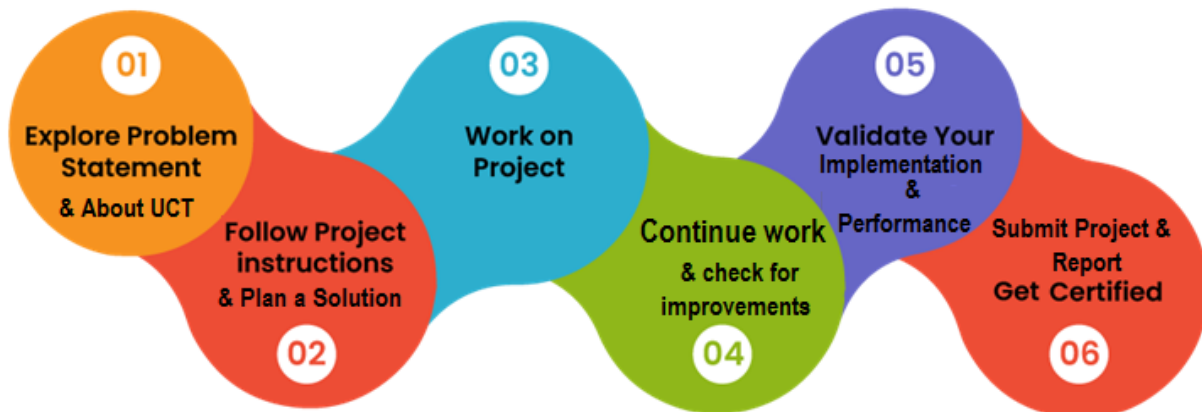 01
Explore Problem
Statement
& About UCT
Follow Project
instructions
& Plan a Solution
02
03
Work on
Project
Continue work
& check for
improvements
04
05
Validate Your
Implementation
&
Performance
Submit Project &
Report
Get Certified
06